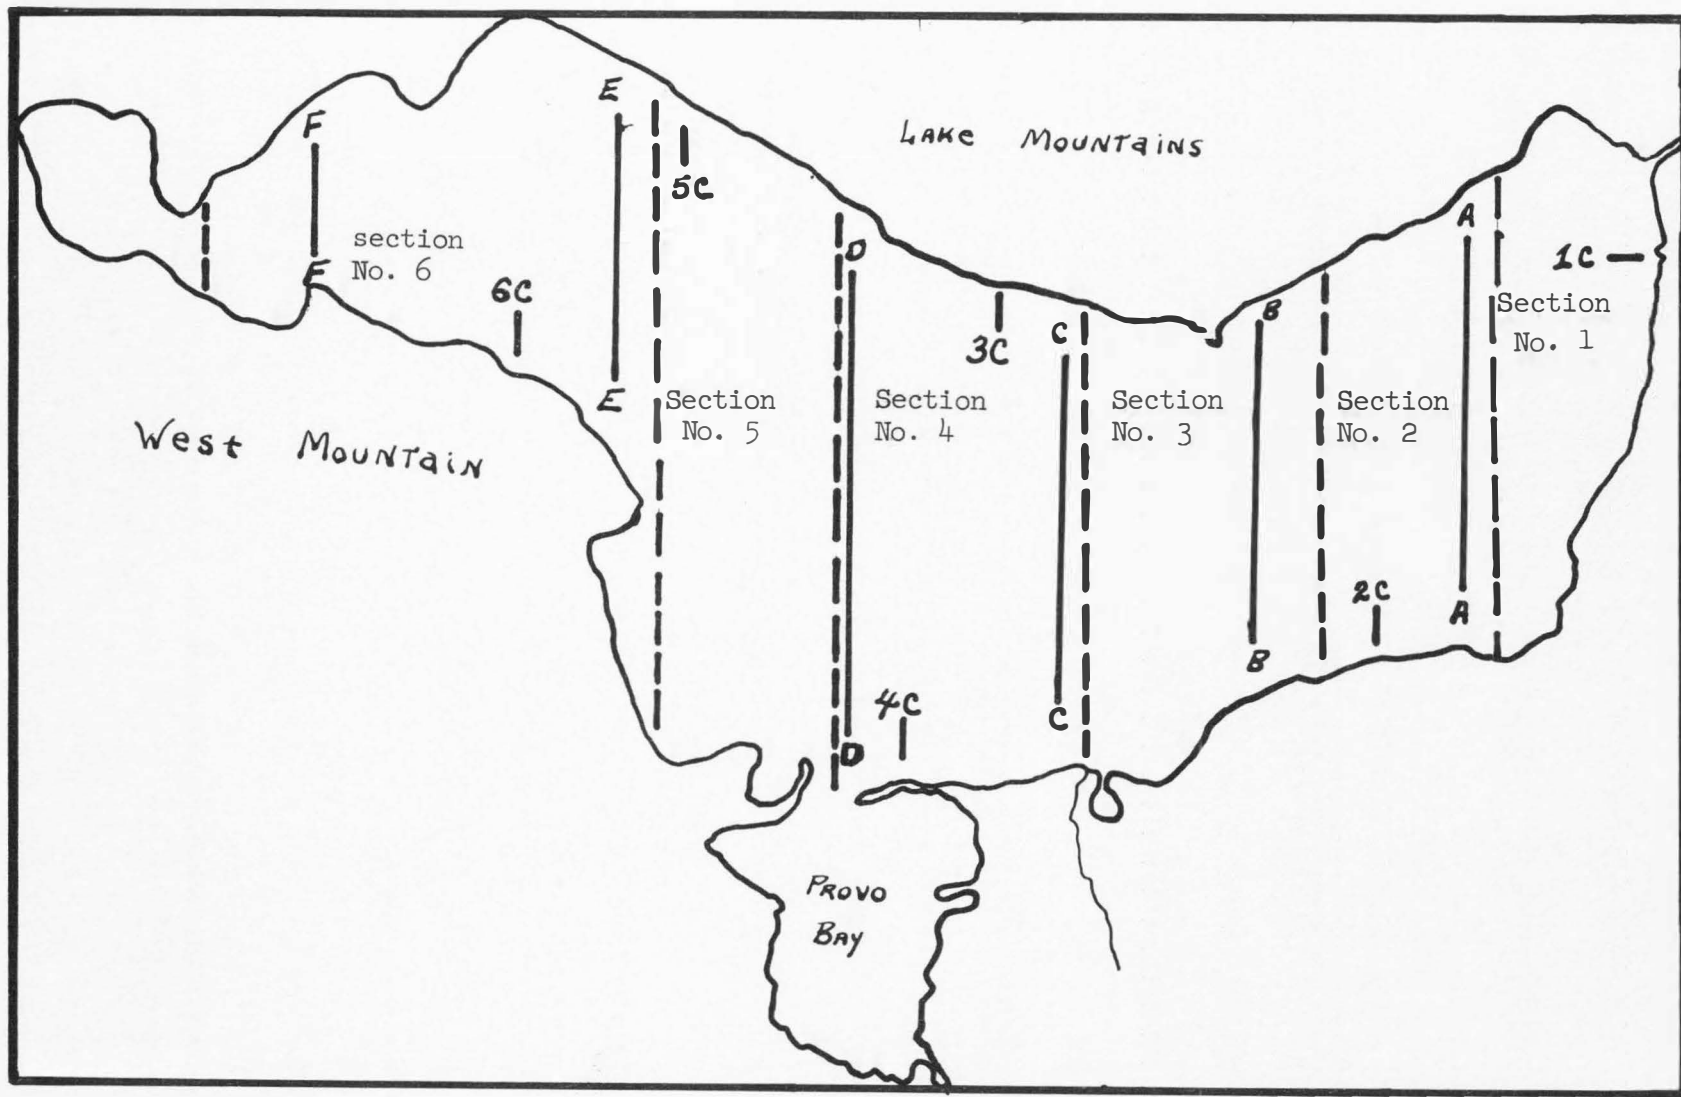 E
LAKE MOUNTAINS
F
5C
A
section
No. 6
F
D
1C
6C
Section
No. 1
B
3C
C
E
Section
No. 5
Section
No. 4
Section
No. 3
Section
No. 2
West MOUNTAIN
2C
A
B
4C
C
D
PROVO
BAY